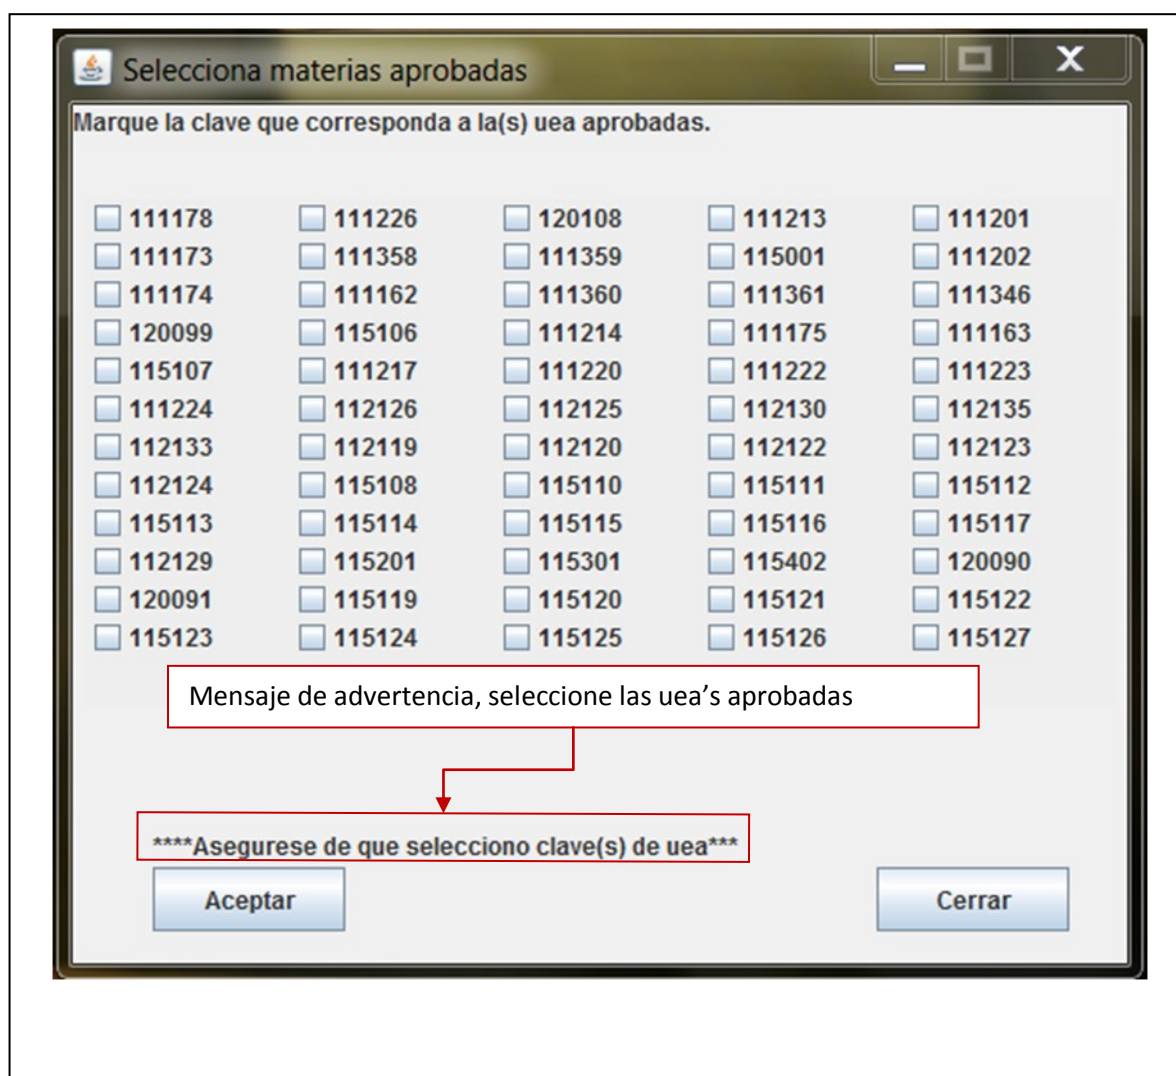 Selecciona materias aprobadas
Marque la clave que corresponda a la(s) uea aprobadas.
111178 111226 120108 111213 111201
111173 111358 111359 115001 111202
111174 111162 111360 111361 111346
120099 115106 111214 111175 111163
115107 111217 111220 111222 111223
111224 112126 112125 112130 112135
112133 112119 112120 112122 112123
112124 115108 115110 115111 115112
115113 115114 115115 115116 115117
112129 115201 115301 115402 120090
120091 115119 115120 115121 115122
115123 115124 115125 115126 115127
Mensaje de advertencia, seleccione las uea’s aprobadas
****Asegurese de que selecciono clave(s) de uea***
Aceptar Cerrar